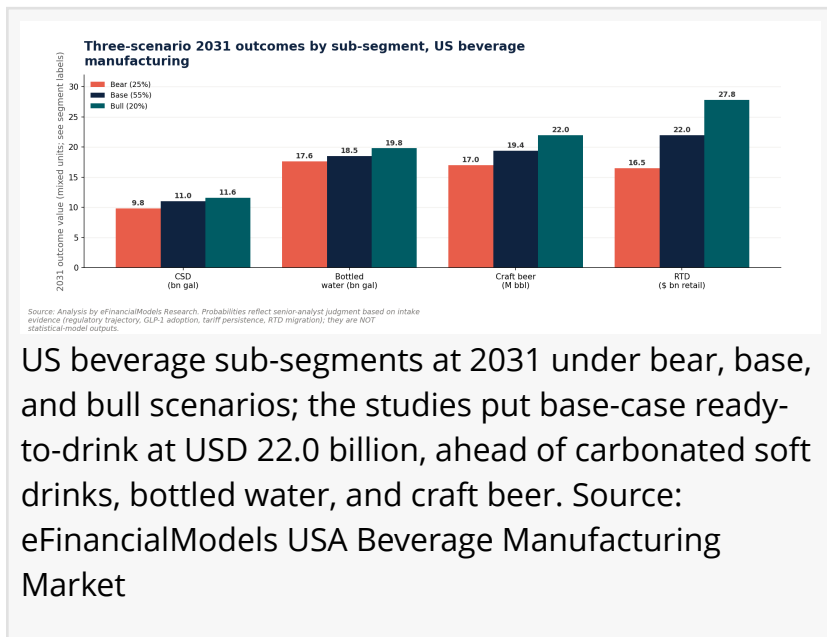 Three-scenario 2031 outcomes by sub-segment, US beverage
manufacturing
2031 outcome value (mixed units; see segment labels)
30
25
20
15
10
5
0
Bear (25%)
Base (55%)
Bull (20%)
9.8
11.0
11.6
17.6
18.5
19.8
17.0
19.4
22.0
16.5
22.0
27.8
CSD
(bn gal)
Bottled
water (bn gal)
Craft beer
(M bbl)
RTD
($ bn retail)
Source: Analysis by eFinancialModels Research. Probabilities reflect senior-analyst judgment based on intake
evidence (regulatory trajectory, GLP-1 adoption, tariff persistence, RTD migration); they are NOT
statistical-model outputs.
US beverage sub-segments at 2031 under bear, base,
and bull scenarios; the studies put base-case ready-
to-drink at USD 22.0 billion, ahead of carbonated soft
drinks, bottled water, and craft beer. Source:
eFinancialModels USA Beverage Manufacturing
Market